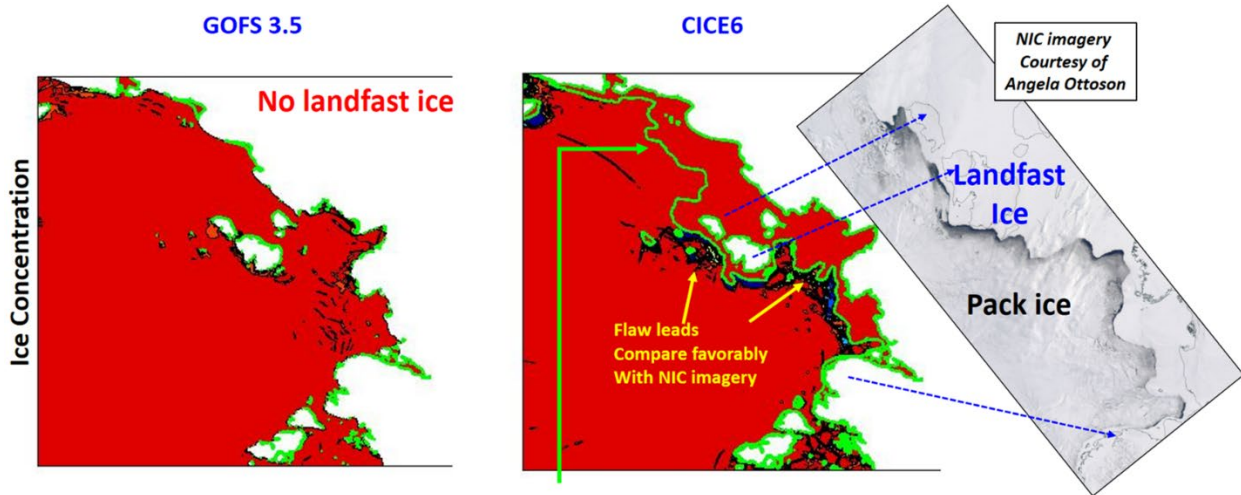 GOFS 3.5
CICE6
NIC imagery
Courtesy of
Angela Ottoson
No landfast ice
Ice Concentration
Landfast
Ice
Pack ice
Flaw leads
Compare favorably
With NIC imagery